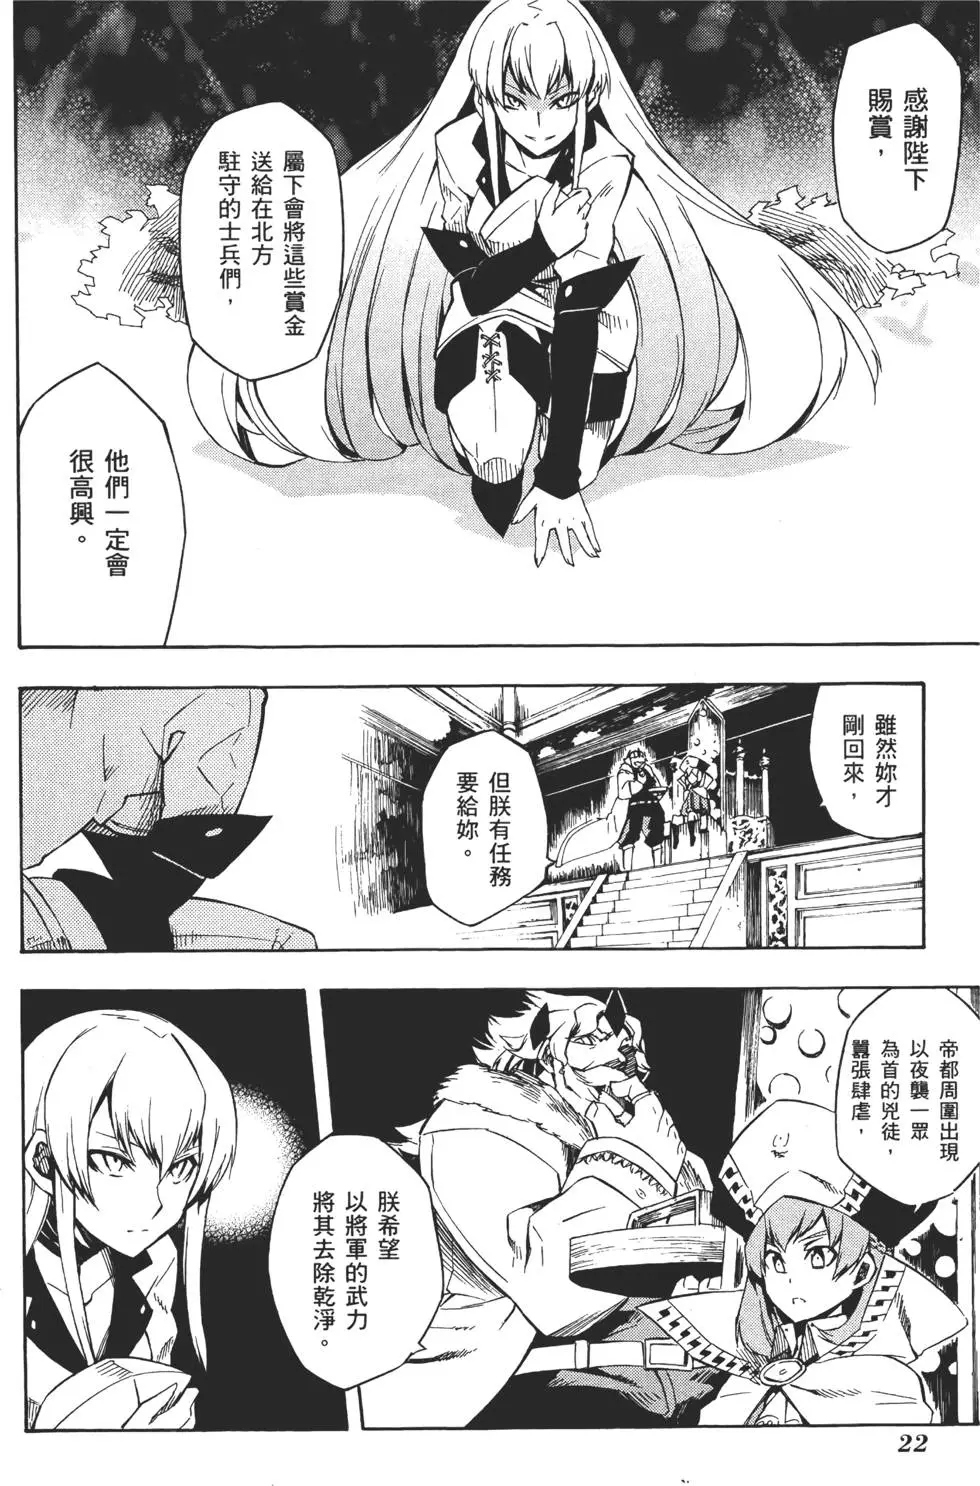 感謝陛下
賜賞，
屬下會將這些賞金
送給在北方
駐守的士兵們，
他們一定會
很高興。
雖然妳才
剛回來，
但朕有任務
要給妳。
帝都周圍出現
以夜襲一眾
為首的兇徒，
囂張肆虐，
朕希望
以將軍的武力
將其去除乾淨。
22